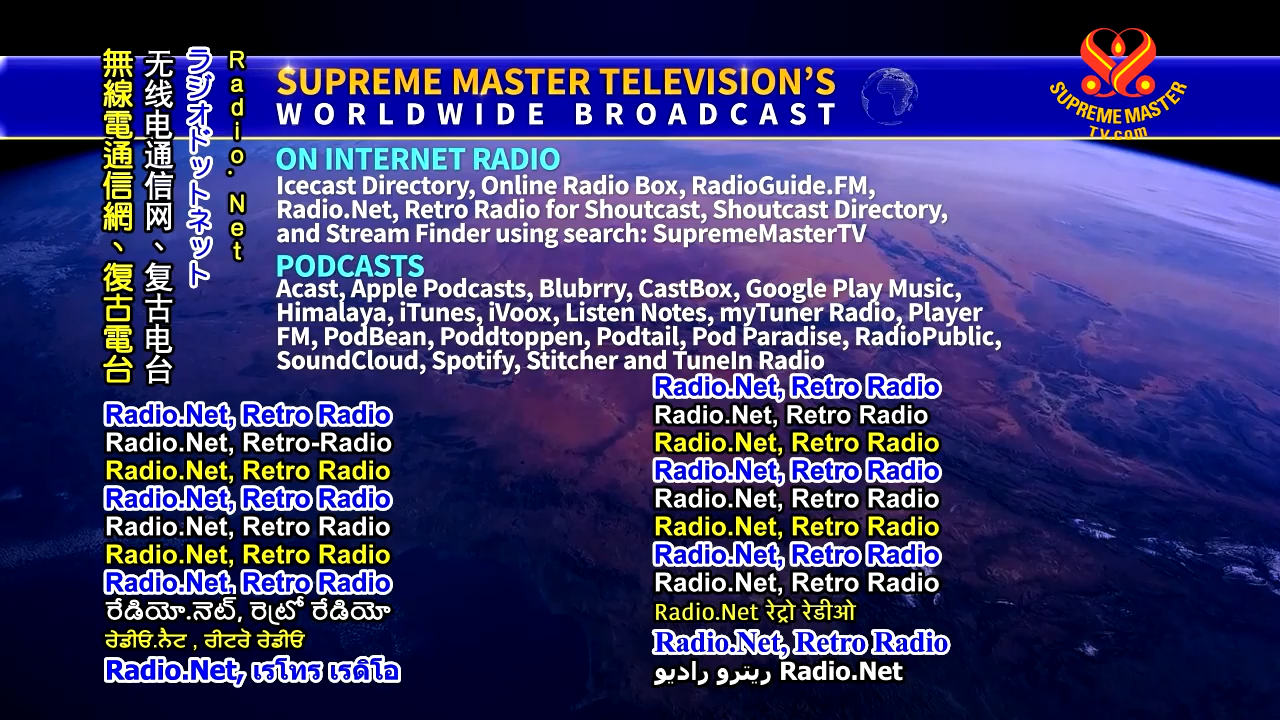 無線電通信網、復古電台
无线电通信网、复古电台
ラジオドットネット
Radio. Net
SUPREME MASTER TELEVISION'S
WORLDWIDE BROADCAST
SUPREME MASTER
TV.com
ON INTERNET RADIO
Icecast Directory, Online Radio Box, RadioGuide.FM,
Radio.Net, Retro Radio for Shoutcast, Shoutcast Directory,
and Stream Finder using search: SupremeMasterTV
PODCASTS
Acast, Apple Podcasts, Blubrry, CastBox, Google Play Music,
Himalaya, iTunes, iVoox, Listen Notes, myTuner Radio, Player
FM, PodBean, Poddtoppen, Podtail, Pod Paradise, RadioPublic,
SoundCloud, Spotify, Stitcher and TuneIn Radio
Radio.Net, Retro Radio
Radio.Net, Retro-Radio
Radio.Net, Retro Radio
Radio.Net, Retro Radio
Radio.Net, Retro Radio
Radio.Net, Retro Radio
Radio.Net, Retro Radio
రేడియో.నెట్, రెట్రో రేడియో
ਰੇਡੀਓ.ਨੈਟ , ਰੀਟਰੋ ਰੇਡੀਓ
Radio.Net, เรโทร เรดิโอ
Radio.Net, Retro Radio
Radio.Net, Retro Radio
Radio.Net, Retro Radio
Radio.Net, Retro Radio
Radio.Net, Retro Radio
Radio.Net, Retro Radio
Radio.Net, Retro Radio
Radio.Net, Retro Radio
Radio.Net रेट्रो रेडीओ
Radio.Net, Retro Radio
ریترو رادیو Radio.Net